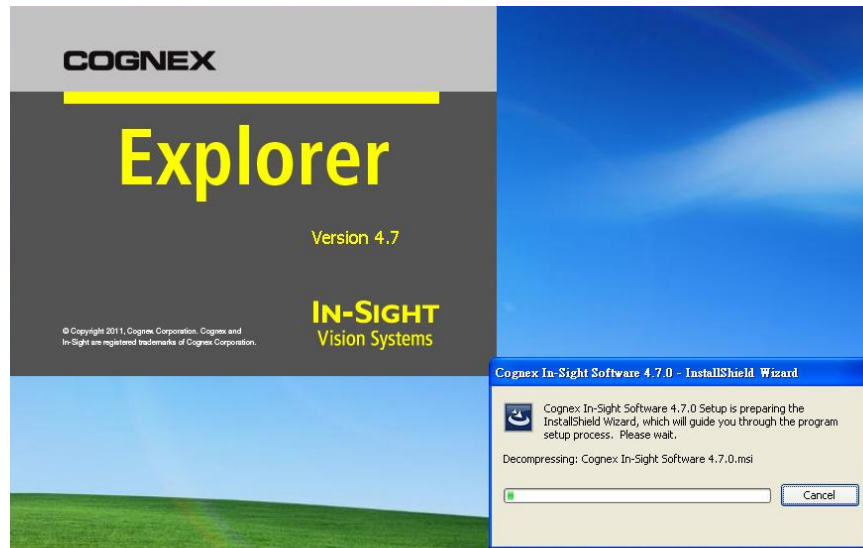 COGNEX
Explorer
Version 4.7
© Copyright 2011, Cognex Corporation. Cognex and
In-Sight are registered trademarks of Cognex Corporation.
IN-SIGHT
Vision Systems
Cognex In-Sight Software 4.7.0 - InstallShield Wizard
Cognex In-Sight Software 4.7.0 Setup is preparing the
InstallShield Wizard, which will guide you through the program
setup process. Please wait.
Decompressing: Cognex In-Sight Software 4.7.0.msi
Cancel